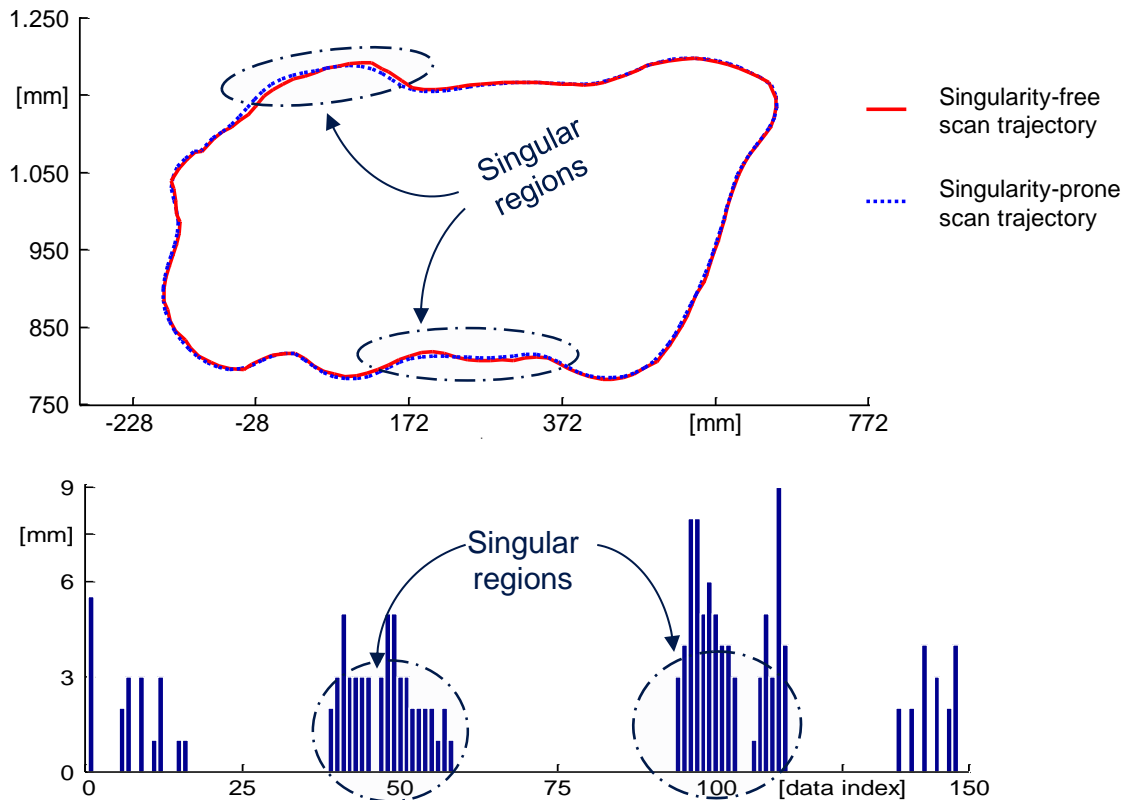 1.250
[mm]
1.050
950
850
750
-228 -28 172 372 [mm] 772
Singular
regions
Singularity-free
scan trajectory
Singularity-prone
scan trajectory
9
[mm]
6
3
0
0 25 50 75 100 [data index] 150
Singular
regions